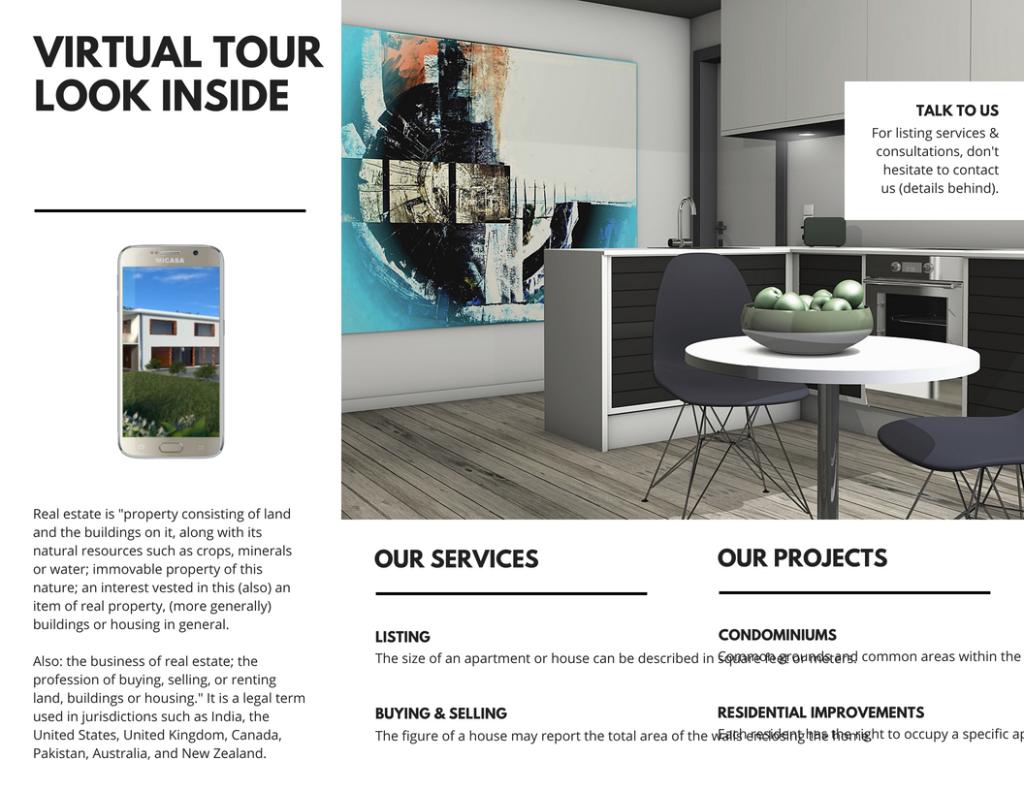 VIRTUAL TOUR
LOOK INSIDE
MICASA
Real estate is "property consisting of land
and the buildings on it, along with its
natural resources such as crops, minerals
or water; immovable property of this
nature; an interest vested in this (also) an
item of real property, (more generally)
buildings or housing in general.
Also: the business of real estate; the
profession of buying, selling, or renting
land, buildings or housing." It is a legal term
used in jurisdictions such as India, the
United States, United Kingdom, Canada,
Pakistan, Australia, and New Zealand.
TALK TO US
For listing services &
consultations, don't
hesitate to contact
us (details behind).
OUR SERVICES
LISTING
The size of an apartment or house can be described in square feet or meters.
BUYING & SELLING
The figure of a house may report the total area of the walls enclosing the home.
OUR PROJECTS
CONDOMINIUMS
Common grounds and common areas within the
RESIDENTIAL IMPROVEMENTS
Each resident has the right to occupy a specific